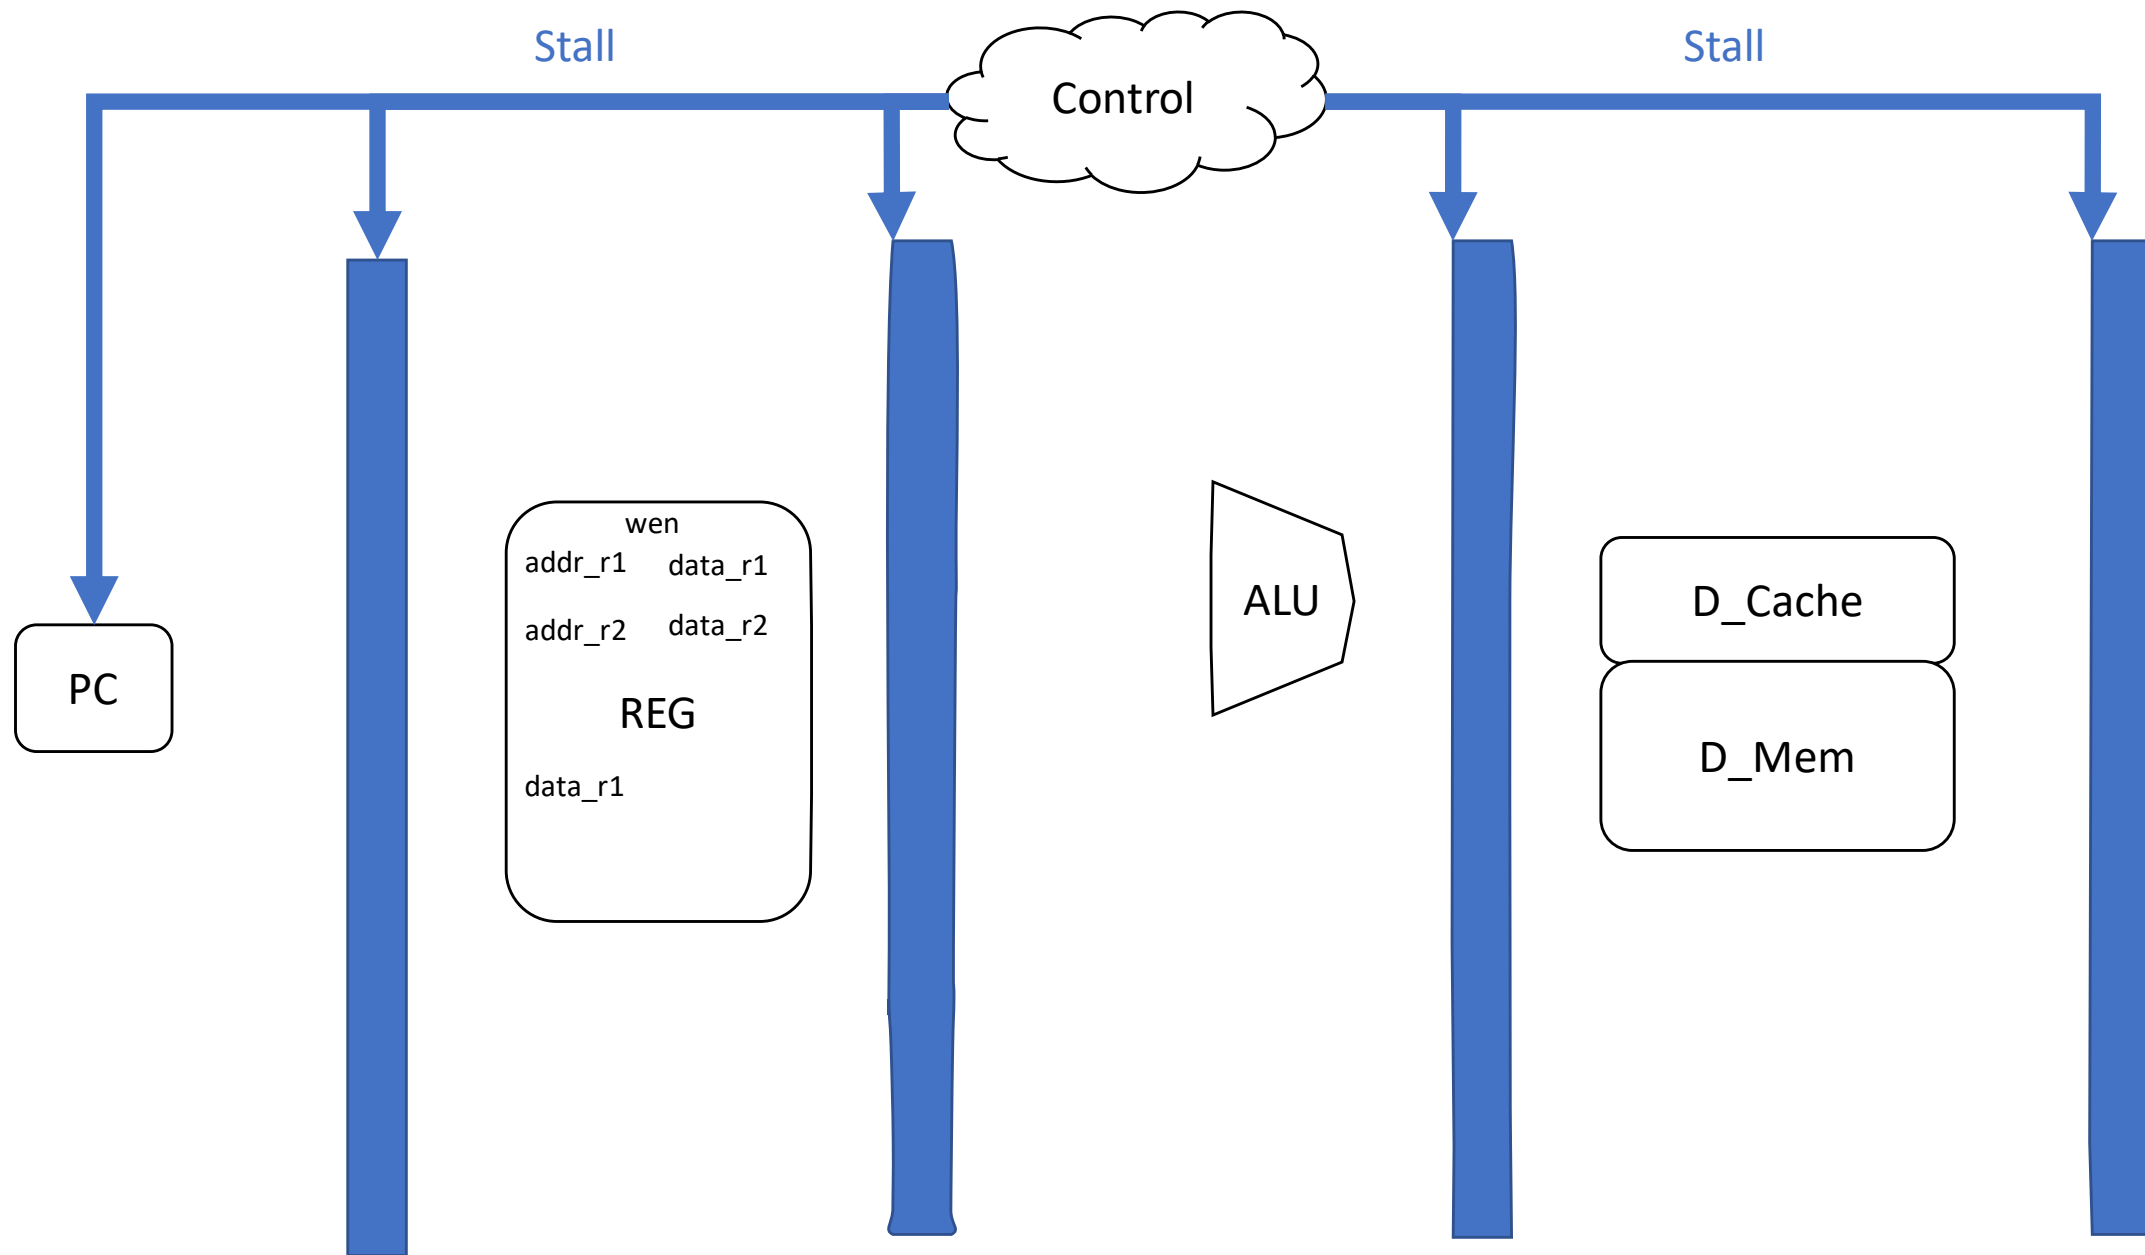 Stall
Control
Stall
wen
addr_r1
data_r1
addr_r2
data_r2
REG
data_r1
PC
ALU
D_Cache
D_Mem